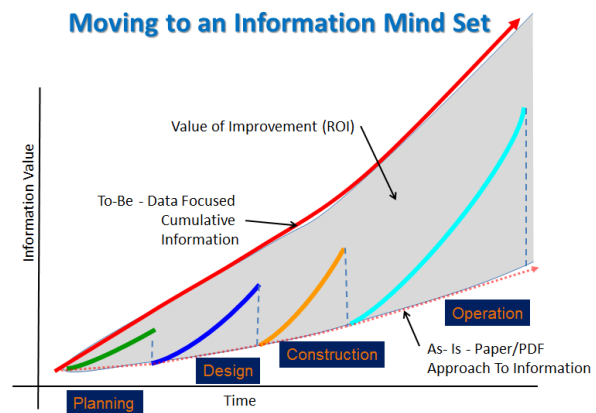 Moving to an Information Mind Set
Value of Improvement (ROI)
To-Be - Data Focused
Cumulative
Information
Information Value
Operation
Construction
Design
As- Is - Paper/PDF
Approach To Information
Planning
Time